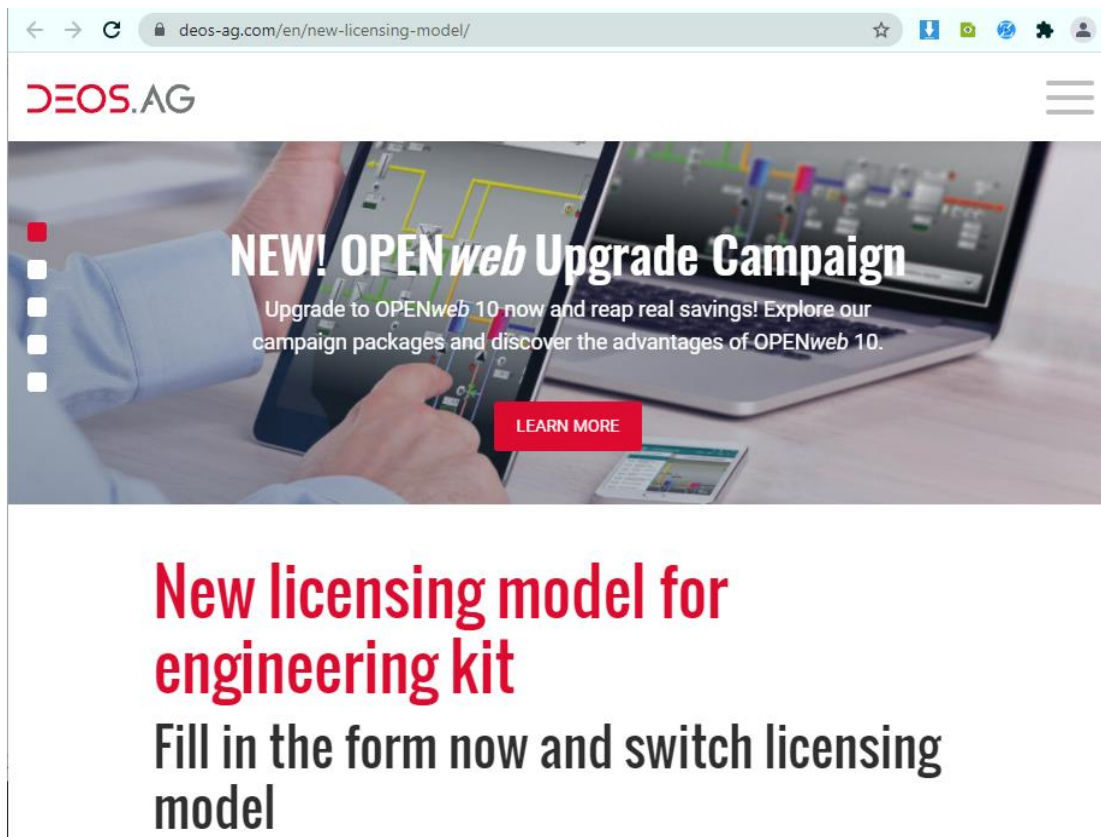 deos-ag.com/en/new-licensing-model/
DEOS.AG
NEW! OPENweb Upgrade Campaign
Upgrade to OPENweb 10 now and reap real savings! Explore our
campaign packages and discover the advantages of OPENweb 10.
LEARN MORE
New licensing model for
engineering kit
Fill in the form now and switch licensing
model